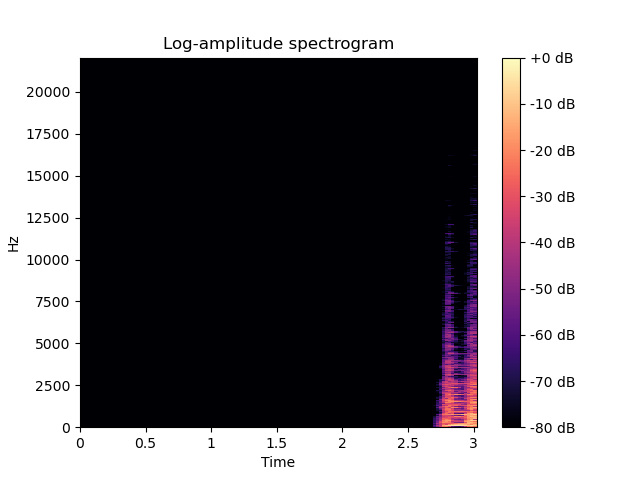 Log-amplitude spectrogram
Hz
20000
17500
15000
12500
10000
7500
5000
2500
0
0 0.5 1 1.5 2 2.5 3
Time
+0 dB
-10 dB
-20 dB
-30 dB
-40 dB
-50 dB
-60 dB
-70 dB
-80 dB